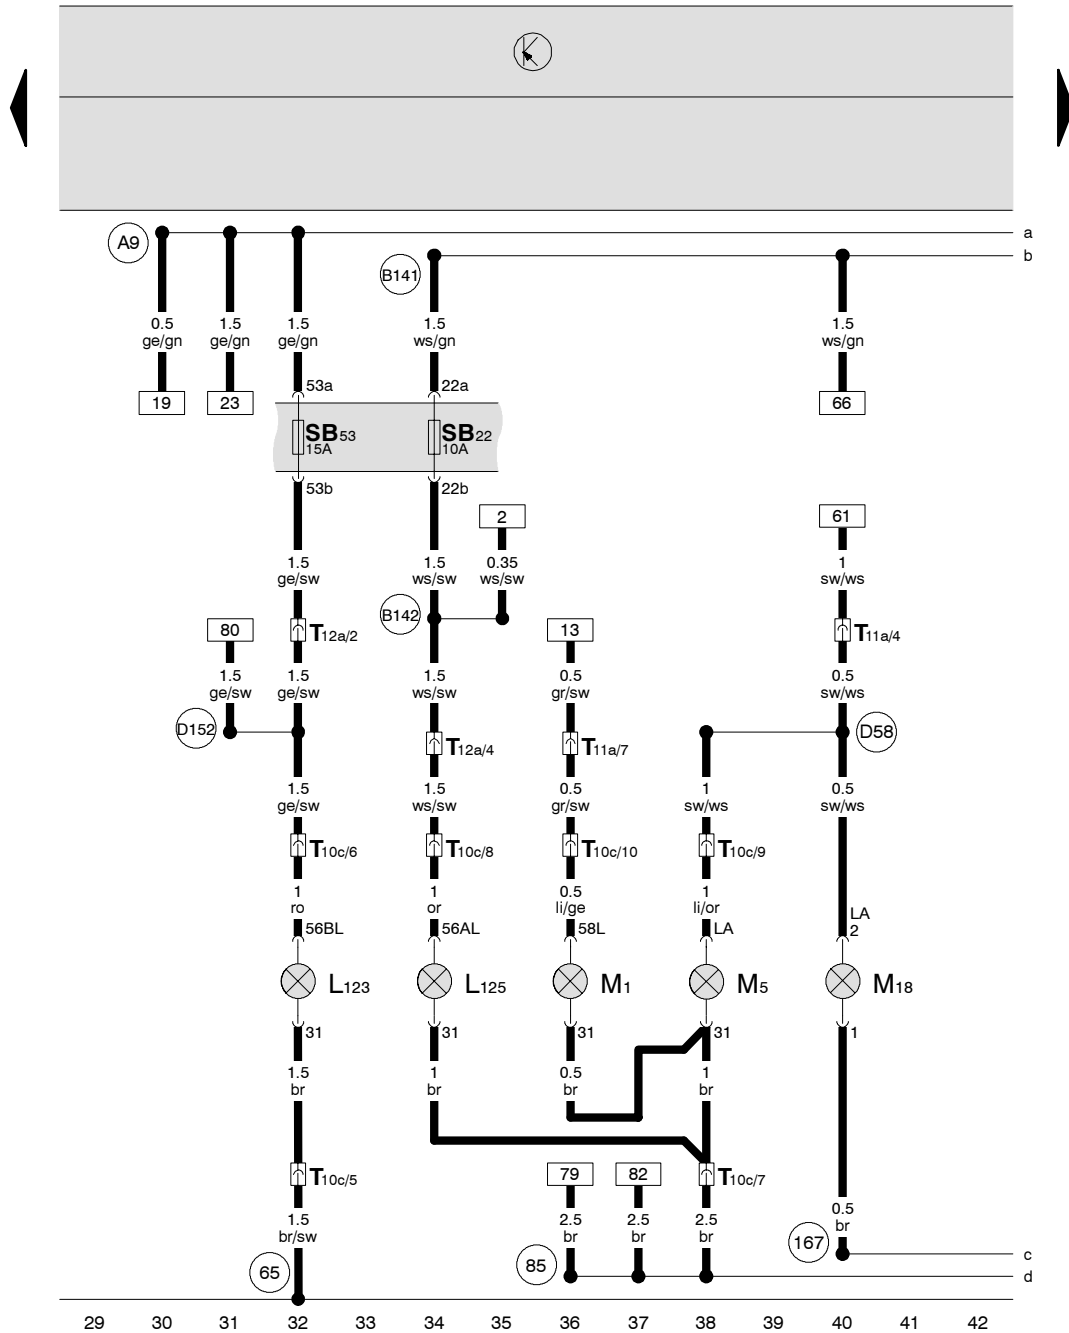 a
A9
b
B141
0.5 1.5 1.5 1.5 1.5
ge/gn ge/gn ge/gn ws/gn ws/gn
53a 22a
19 23 66
SB53 SB22
15A 10A
53b 22b
2 61
1.5 1.5 0.35 1
ge/sw ws/sw ws/sw sw/ws
B142
80 T12a/2 13 T11a/4
1.5 1.5 1.5 0.5 0.5
ge/sw ge/sw ws/sw gr/sw sw/ws
D152 D58
T12a/4 T11a/7
1.5 1.5 0.5 1 0.5
ge/sw ws/sw gr/sw sw/ws sw/ws
T10c/6 T10c/8 T10c/10 T10c/9
1 1 0.5 1
ro or li/ge li/or
LA
56BL 56AL 58L LA 2
L123 L125 M1 M5 M18
31 31 31 31 1
1.5 1 0.5 1
br br br br
T10c/5 79 82 T10c/7
1.5 2.5 2.5 2.5 0.5
br/sw br br br br
167
c
65 85
d
29 30 31 32 33 34 35 36 37 38 39 40 41 42